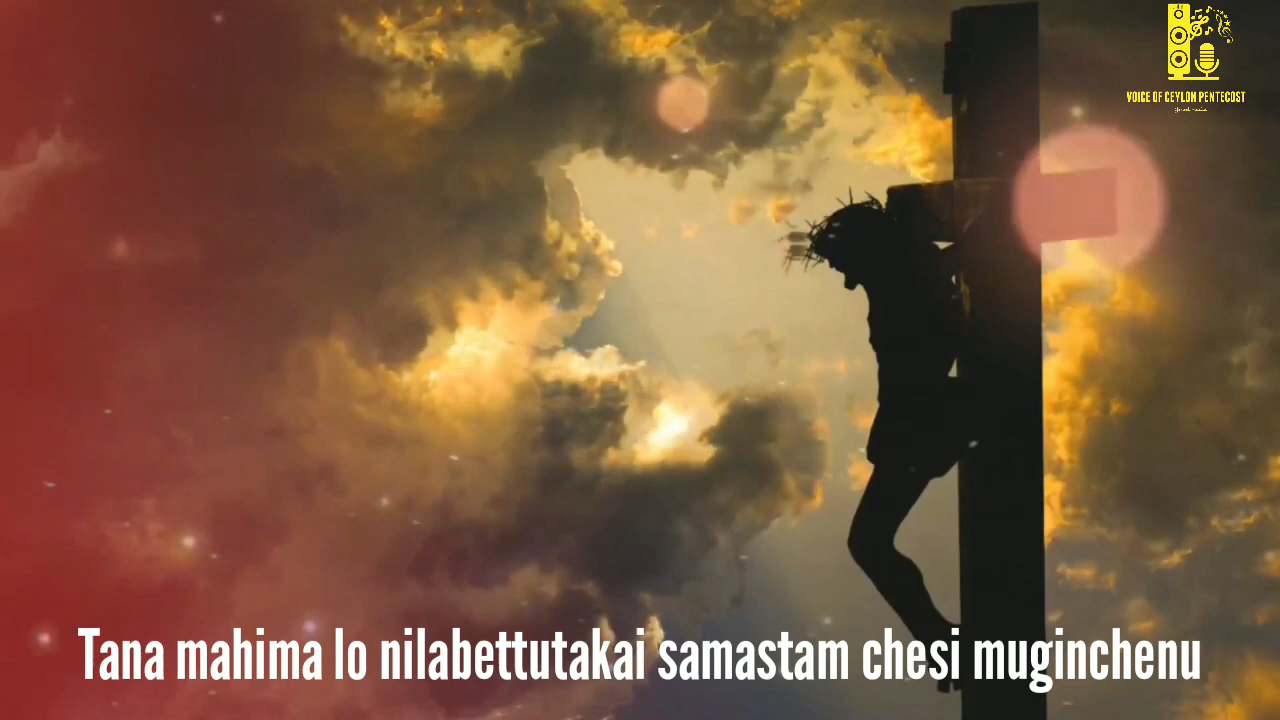 VOICE OF CEYLON PENTECOST
Tana mahima lo nilabettutakai samastam chesi muginchenu